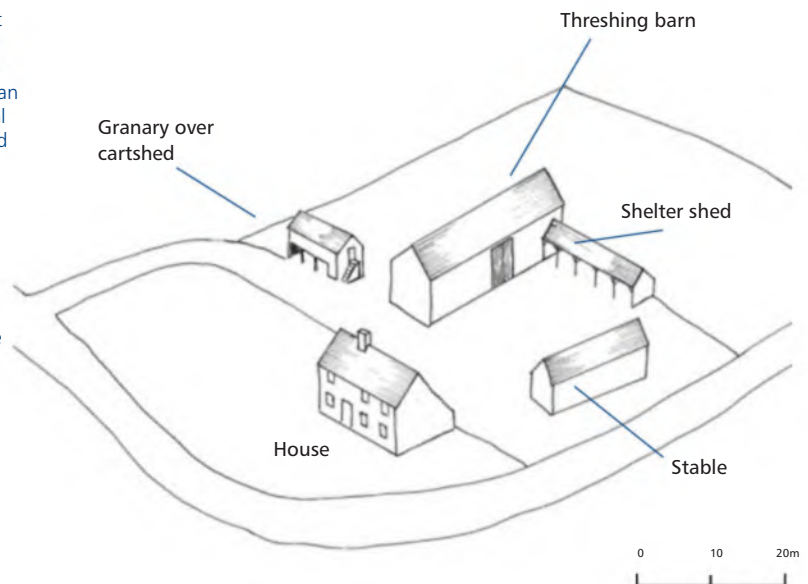 Threshing barn
Granary over
cartshed
Shelter shed
House
Stable
0 10 20m